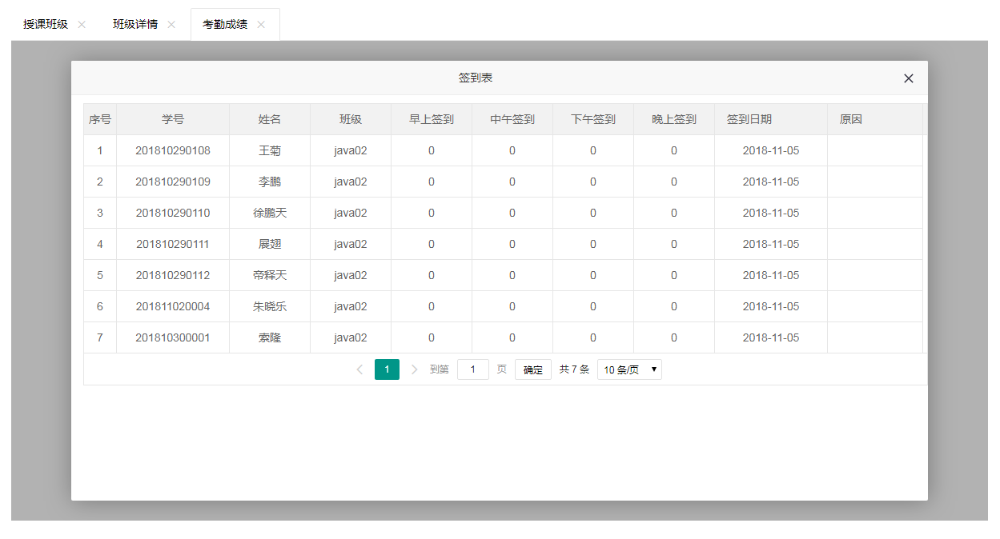 授课班级 班级详情 考勤成绩
签到表
序号 学号 姓名 班级 早上签到 中午签到 下午签到 晚上签到 签到日期 原因
1 201810290108 王菊 java02 0 0 0 0 2018-11-05
2 201810290109 李鹏 java02 0 0 0 0 2018-11-05
3 201810290110 徐鹏天 java02 0 0 0 0 2018-11-05
4 201810290111 展翅 java02 0 0 0 0 2018-11-05
5 201810290112 帝释天 java02 0 0 0 0 2018-11-05
6 201811020004 朱晓乐 java02 0 0 0 0 2018-11-05
7 201810300001 索隆 java02 0 0 0 0 2018-11-05
1 到第 1 页 确定 共 7 条 10 条/页